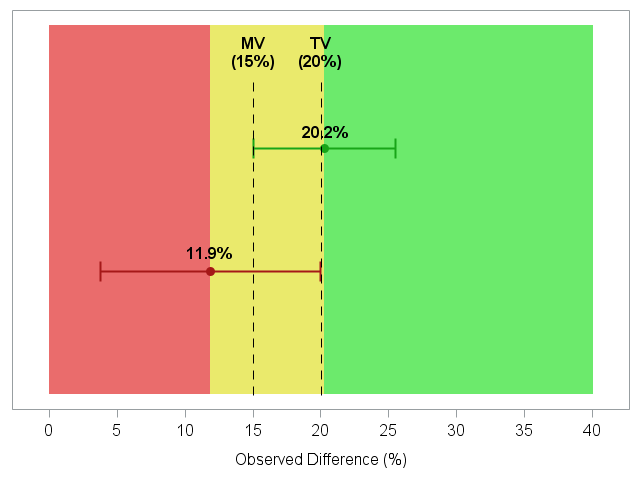 MV TV
(15%) (20%)
20.2%
11.9%
0 5 10 15 20 25 30 35 40
Observed Difference (%)